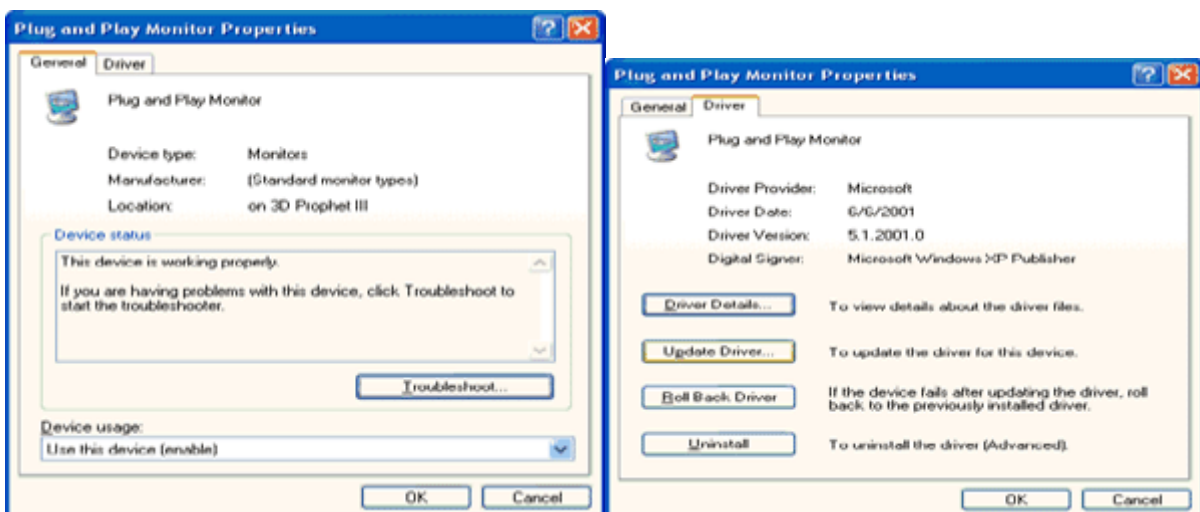 Plug and Play Monitor Properties
General Driver
Plug and Play Monitor
Device type: Monitors
Manufacturer: (Standard monitor types)
Location: on 3D Prophet III
Device status
This device is working properly.
If you are having problems with this device, click Troubleshoot to
start the troubleshooter.
Troubleshoot...
Device usage:
Use this device (enable)
OK Cancel
Plug and Play Monitor Properties
General Driver
Plug and Play Monitor
Driver Provider: Microsoft
Driver Date: 6/6/2001
Driver Version: 5.1.2001.0
Digital Signer: Microsoft Windows XP Publisher
Driver Details... To view details about the driver files.
Update Driver... To update the driver for this device.
Roll Back Driver If the device fails after updating the driver, roll
back to the previously installed driver.
Uninstall To uninstall the driver (Advanced).
OK Cancel